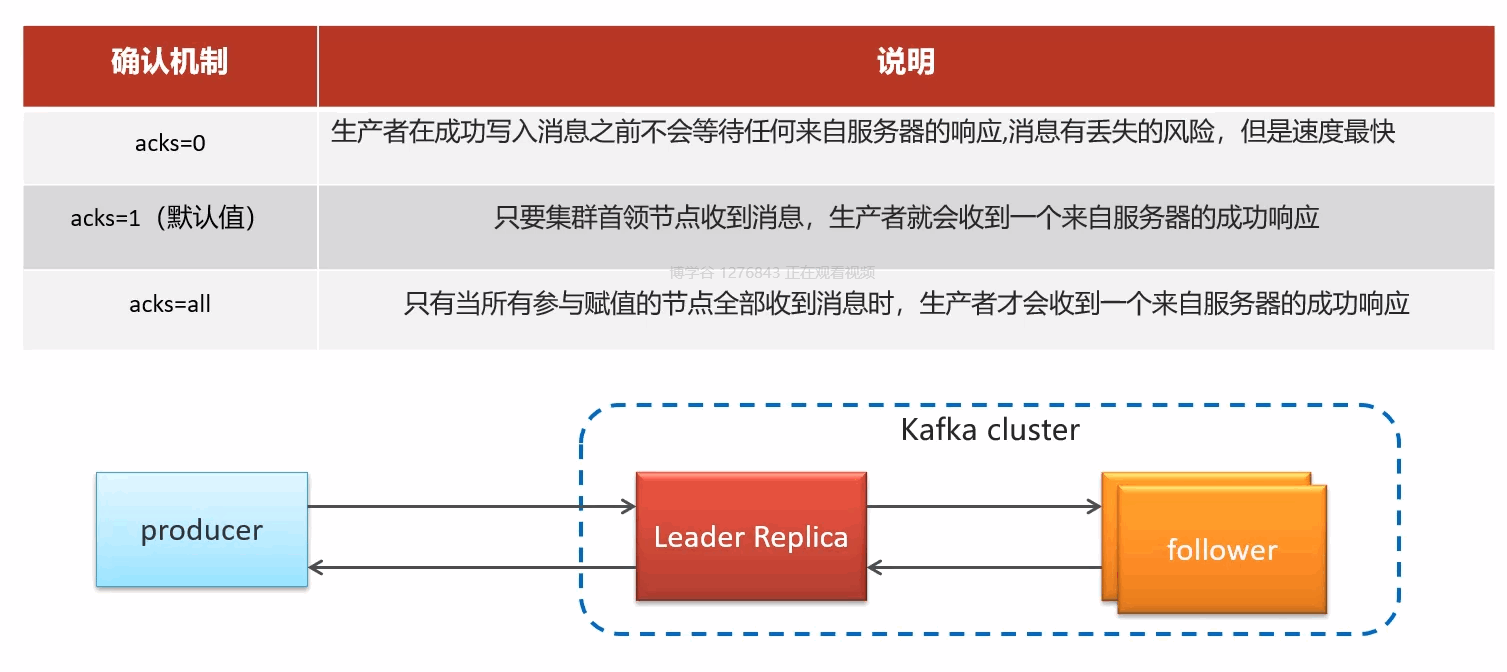 确认机制 说明
acks=0 生产者在成功写入消息之前不会等待任何来自服务器的响应,消息有丢失的风险，但是速度最快
acks=1（默认值） 只要集群首领节点收到消息，生产者就会收到一个来自服务器的成功响应
博学谷 1276843 正在观看视频
acks=all 只有当所有参与赋值的节点全部收到消息时，生产者才会收到一个来自服务器的成功响应
Kafka cluster
producer
Leader Replica
follower